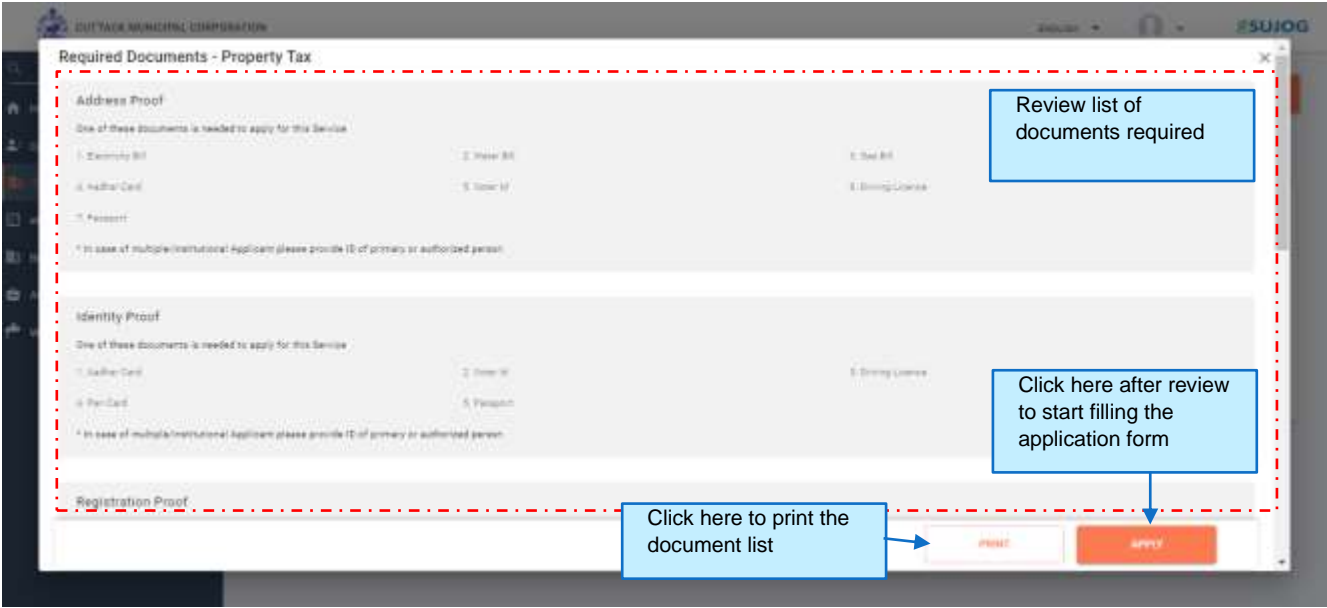 CUTTACK MUNICIPAL CORPORATION
ENGLISH
SUJOG
Required Documents - Property Tax
Address Proof
One of these documents is needed to apply for this Service
1. Electricity Bill 2. Water Bill 3. Gas Bill
4. Aadhar Card 5. Voter Id 6. Driving License
7. Passport
* In case of multiple/institutional Applicant please provide ID of primary or authorized person
Identity Proof
One of these documents is needed to apply for this Service
1. Aadhar Card 2. Voter Id 3. Driving License
4. Pan Card 5. Passport
* In case of multiple/institutional Applicant please provide ID of primary or authorized person
Registration Proof
Review list of
documents required
Click here after review
to start filling the
application form
Click here to print the
document list
PRINT
APPLY